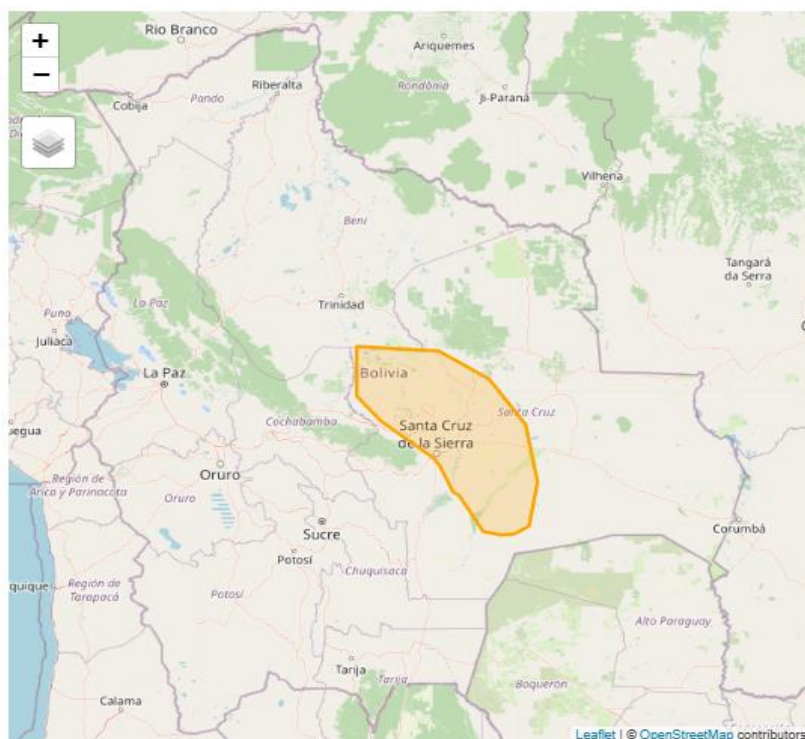 +
−
Rio Branco
Ariquemes
Cobija
Pando
Riberalta
Rondônia
Ji-Paraná
Vilhena
Beni
Tangará
da Serra
Trinidad
La Paz
Puno
Juliaca
La Paz
Bolivia
Santa Cruz
Cochabamba
Santa Cruz
de la Sierra
egua
Región de
Arica y Parinacota
Oruro
Oruro
Sucre
Corumbá
Potosí
Chuquisaca
quique
Región de
Tarapacá
Potosí
Alto Paraguay
Tarija
Tarija
Boquerón
Calama
Leaflet | © OpenStreetMap contributors